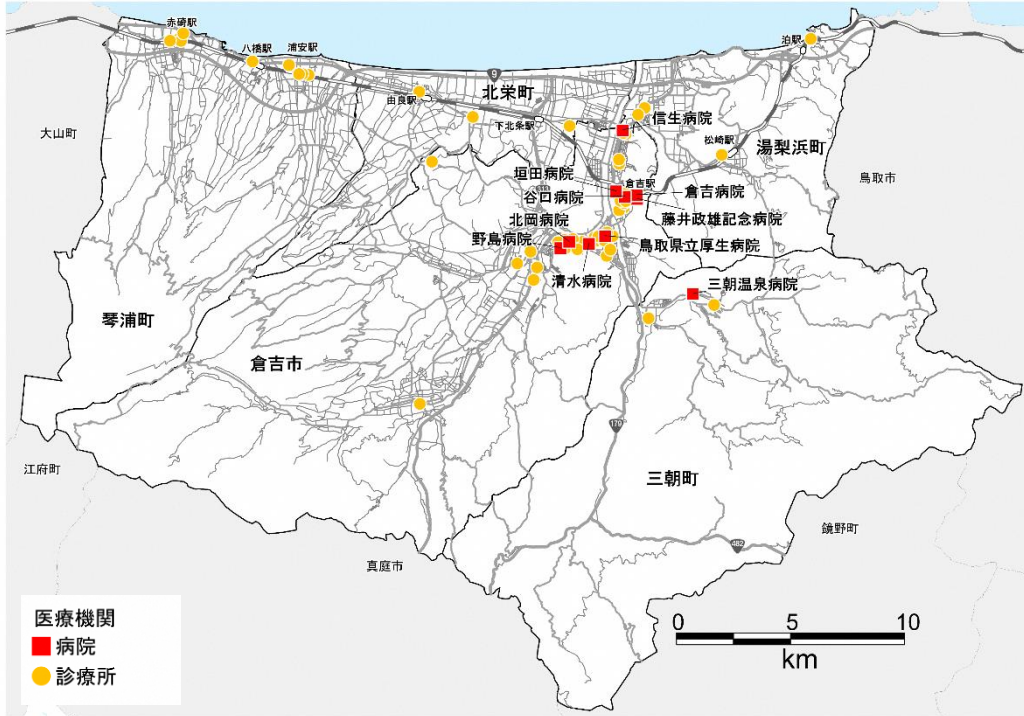 赤碕駅
八橋駅
浦安駅
泊駅
9
由良駅
北栄町
下北条駅
信生病院
大山町
松崎駅
湯梨浜町
鳥取市
垣田病院
倉吉駅
倉吉病院
谷口病院
藤井政雄記念病院
北岡病院
野島病院
鳥取県立厚生病院
清水病院
三朝温泉病院
琴浦町
倉吉市
179
江府町
三朝町
鏡野町
482
真庭市
医療機関
病院
診療所
0 5 10
km